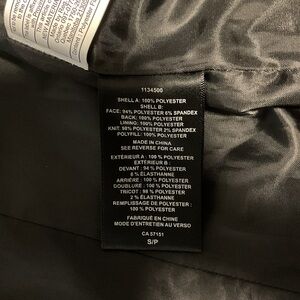 1134500
SHELL A: 100% POLYESTER
SHELL B:
FACE: 94% POLYESTER 6% SPANDEX
BACK: 100% POLYESTER
LINING: 100% POLYESTER
KNIT: 98% POLYESTER 2% SPANDEX
POLYFILL: 100% POLYESTER
MADE IN CHINA
SEE REVERSE FOR CARE
EXTÉRIEUR A : 100 % POLYESTER
EXTÉRIEUR B :
DEVANT : 94 % POLYESTER
6 % ÉLASTHANNE
ARRIÈRE : 100 % POLYESTER
DOUBLURE : 100 % POLYESTER
TRICOT : 98 % POLYESTER
2 % ÉLASTHANNE
REMPLISSAGE DE POLYESTER :
100 % POLYESTER
FABRIQUÉ EN CHINE
MODE D'ENTRETIEN AU VERSO
CA 57151
S/P